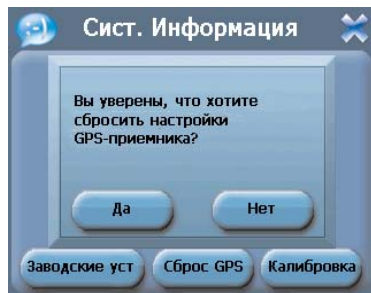 Сист. Информация
Вы уверены, что хотите
сбросить настройки
GPS-приемника?
Да
Нет
Заводские уст
Сброс GPS
Калибровка